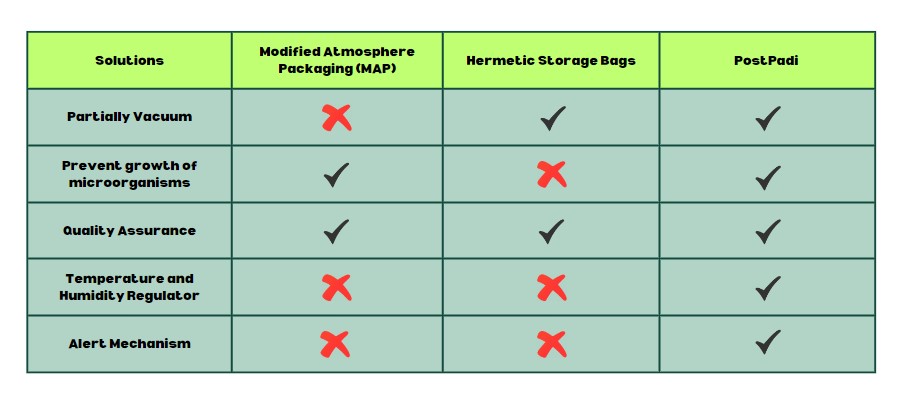 Solutions
Modified Atmosphere
Packaging (MAP)
Hermetic Storage Bags
PostPadi
Partially Vacuum
Prevent growth of
microorganisms
Quality Assurance
Temperature and
Humidity Regulator
Alert Mechanism